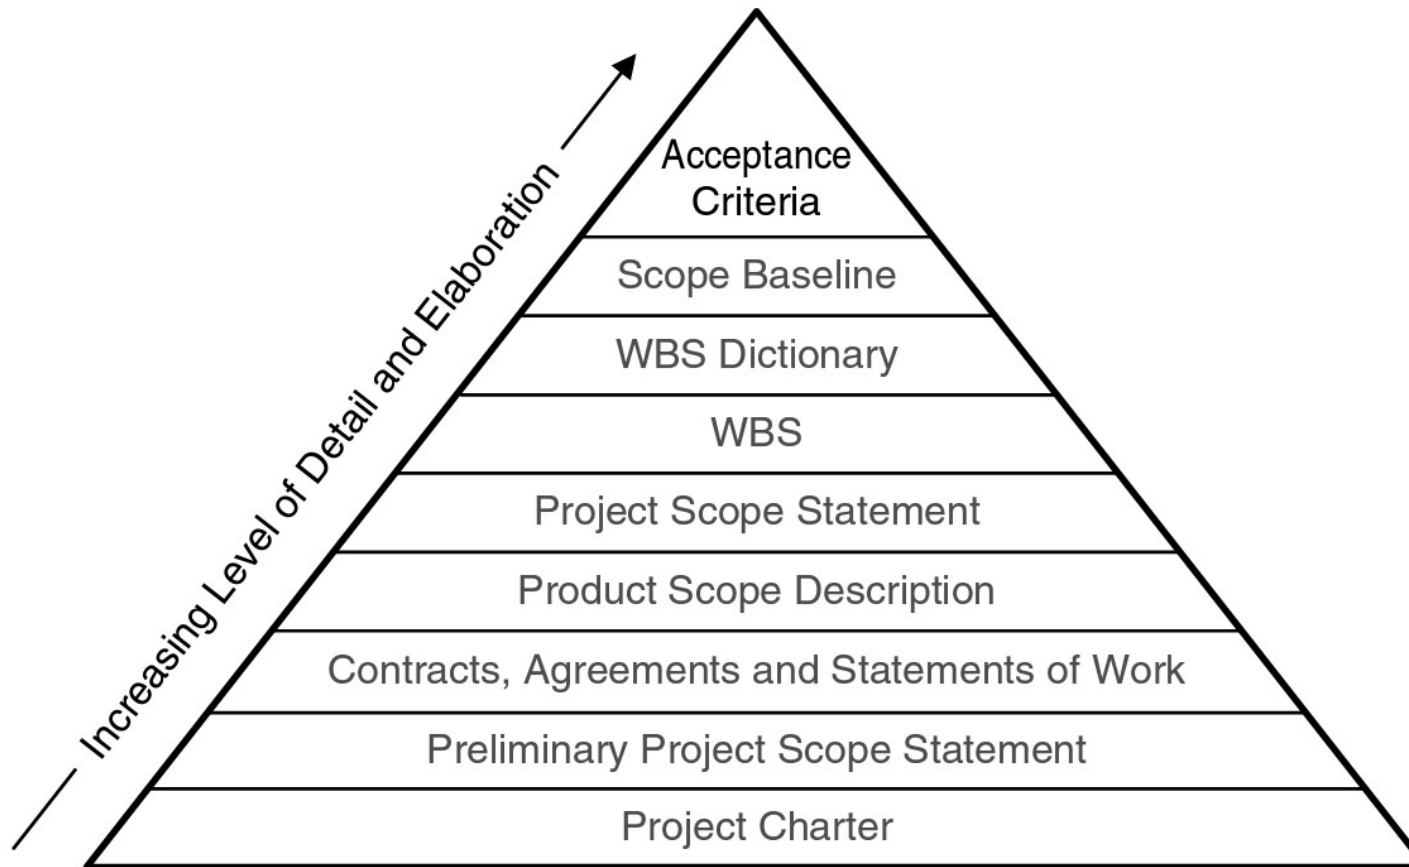 Increasing Level of Detail and Elaboration
Acceptance
Criteria
Scope Baseline
WBS Dictionary
WBS
Project Scope Statement
Product Scope Description
Contracts, Agreements and Statements of Work
Preliminary Project Scope Statement
Project Charter